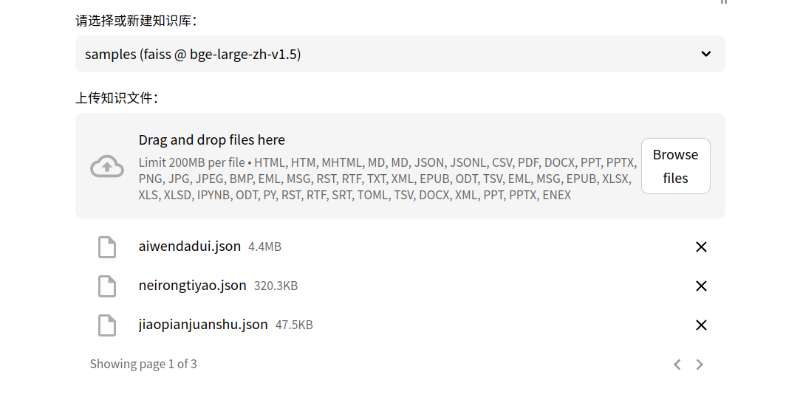 请选择或新建知识库：
samples (faiss @ bge-large-zh-v1.5)
上传知识文件：
Drag and drop files here
Limit 200MB per file • HTML, HTM, MHTML, MD, MD, JSON, JSONL, CSV, PDF, DOCX, PPT, PPTX,
PNG, JPG, JPEG, BMP, EML, MSG, RST, RTF, TXT, XML, EPUB, ODT, TSV, EML, MSG, EPUB, XLSX,
XLS, XLSD, IPYNB, ODT, PY, RST, RTF, SRT, TOML, TSV, DOCX, XML, PPT, PPTX, ENEX
Browse
files
aiwendadui.json 4.4MB
neirongtiyao.json 320.3KB
jiaopianjuanshu.json 47.5KB
Showing page 1 of 3